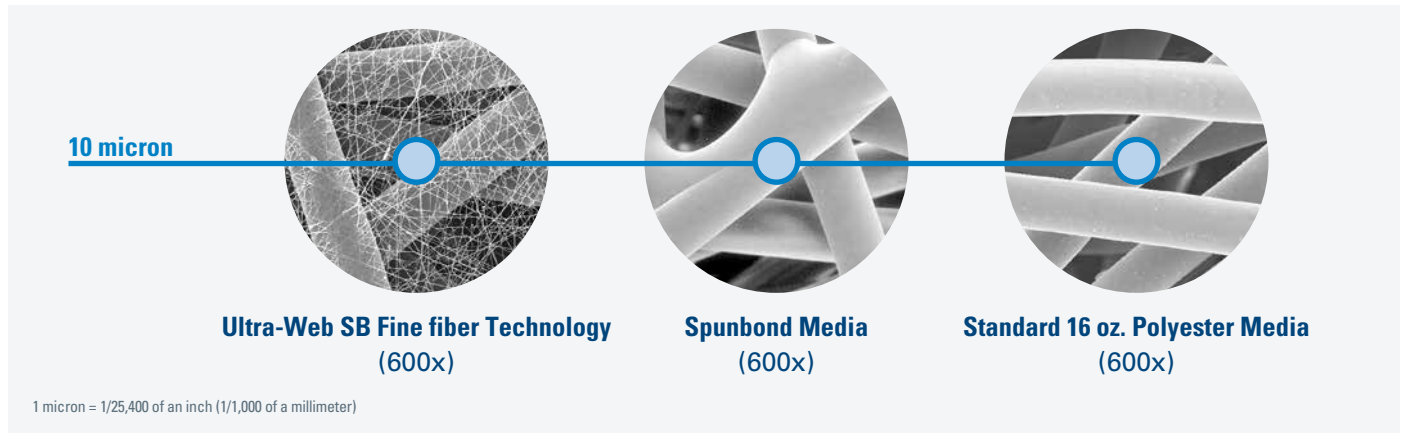 10 micron
Ultra-Web SB Fine fiber Technology
(600x)
Spunbond Media
(600x)
Standard 16 oz. Polyester Media
(600x)
1 micron = 1/25,400 of an inch (1/1,000 of a millimeter)